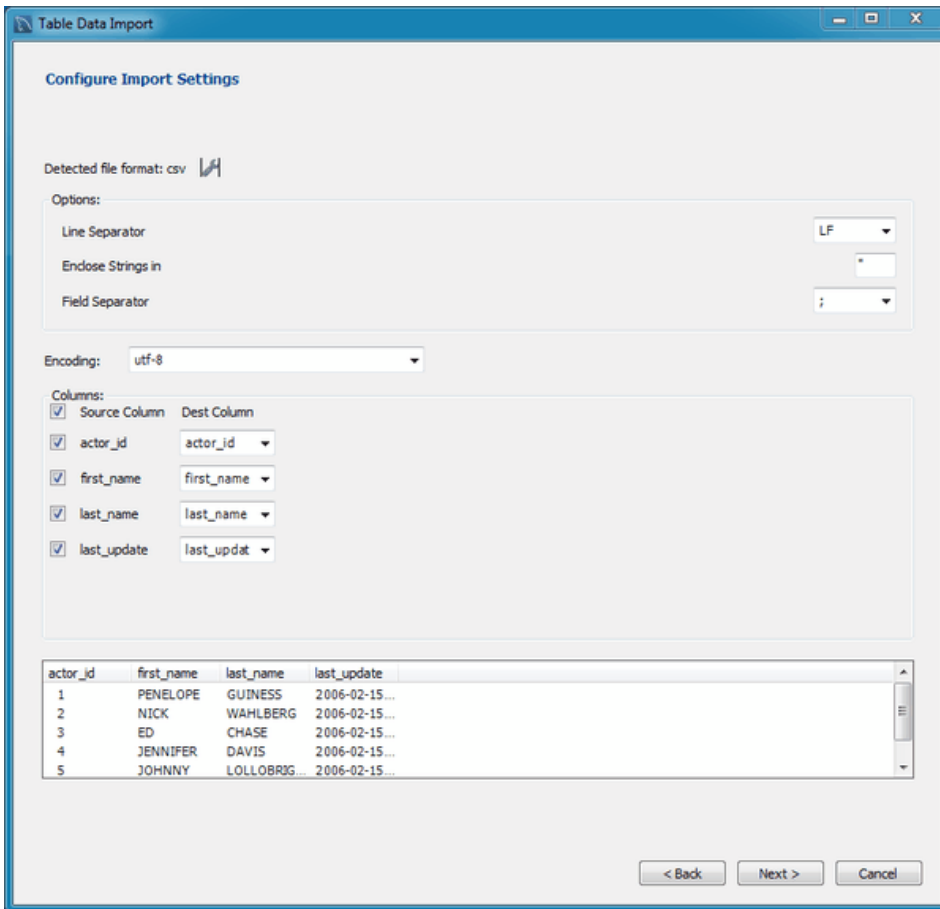 Table Data Import
Configure Import Settings
Detected file format: csv
Options:
Line Separator LF
Enclose Strings in "
Field Separator ;
Encoding: utf-8
Columns:
Source Column Dest Column
actor_id actor_id
first_name first_name
last_name last_name
last_update last_updat
actor_id first_name last_name last_update
1 PENELOPE GUINESS 2006-02-15...
2 NICK WAHLBERG 2006-02-15...
3 ED CHASE 2006-02-15...
4 JENNIFER DAVIS 2006-02-15...
5 JOHNNY LOLLOBRIG... 2006-02-15...
< Back Next > Cancel